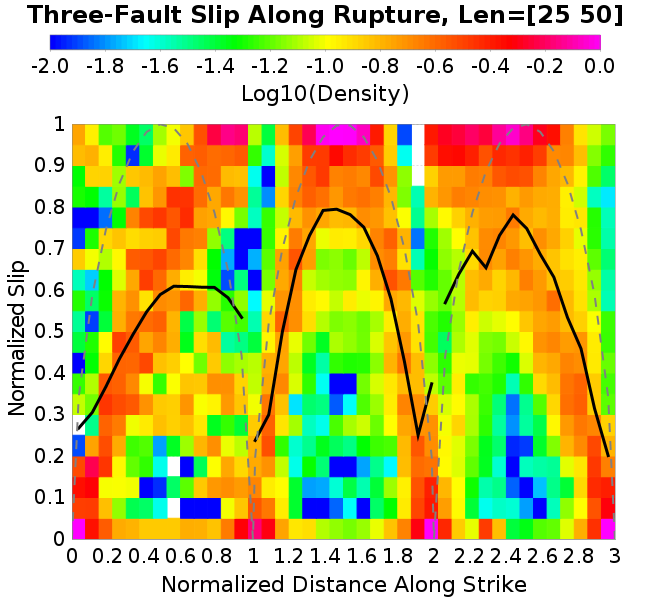 Three-Fault Slip Along Rupture, Len=[25 50]
-2.0 -1.8 -1.6 -1.4 -1.2 -1.0 -0.8 -0.6 -0.4 -0.2 0.0
Log10(Density)
1
0.9
0.8
0.7
0.6
0.5
0.4
0.3
0.2
0.1
0
Normalized Slip
0 0.2 0.4 0.6 0.8 1 1.2 1.4 1.6 1.8 2 2.2 2.4 2.6 2.8 3
Normalized Distance Along Strike